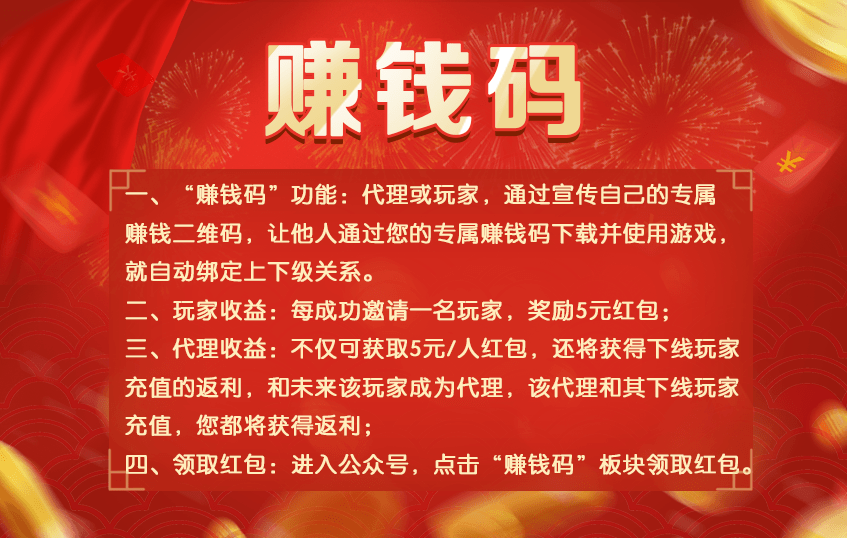 赚钱码
一、“赚钱码”功能：代理或玩家，通过宣传自己的专属
赚钱二维码，让他人通过您的专属赚钱码下载并使用游戏，
就自动绑定上下级关系。
二、玩家收益：每成功邀请一名玩家，奖励5元红包；
三、代理收益：不仅可获取5元/人红包，还将获得下线玩家
充值的返利，和未来该玩家成为代理，该代理和其下线玩家
充值，您都将获得返利；
四、领取红包：进入公众号，点击“赚钱码”板块领取红包。